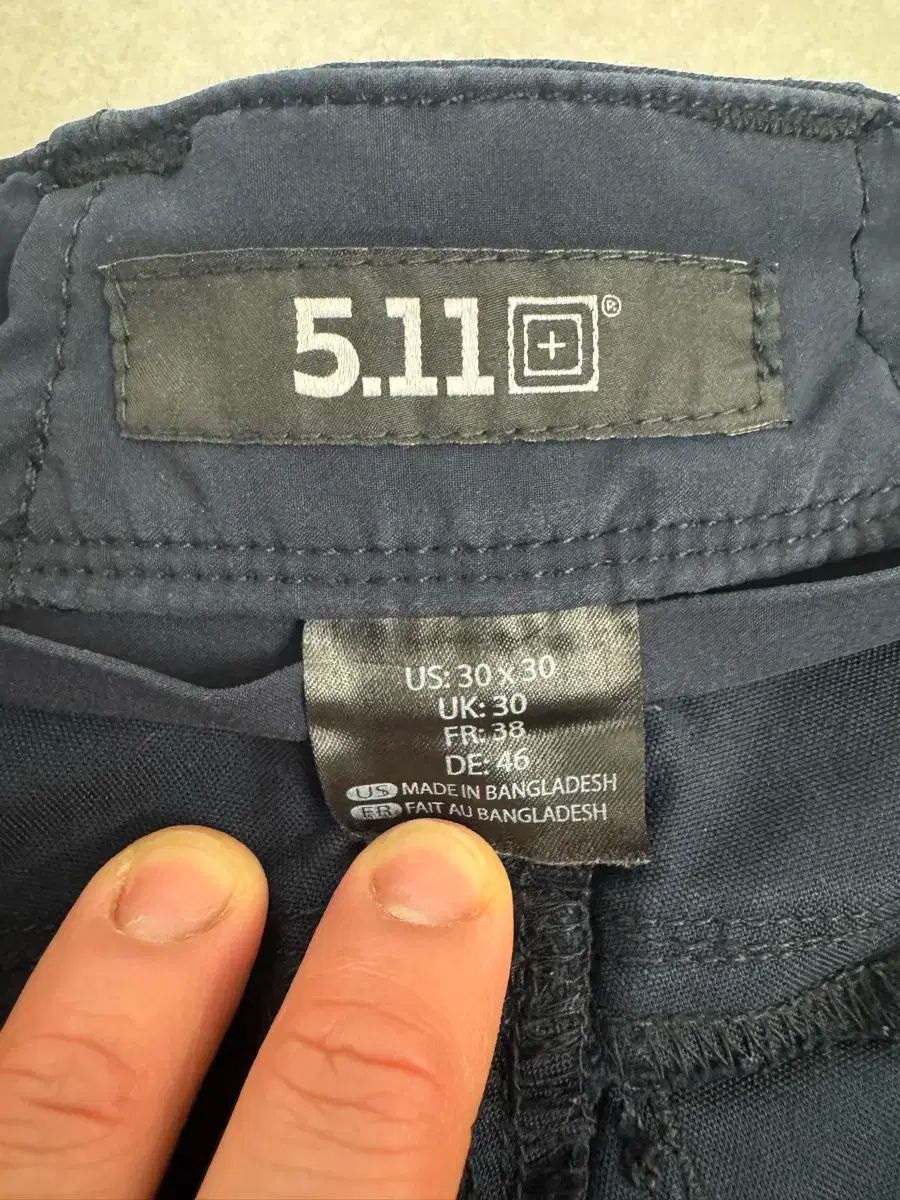 5.11®
US: 30 x 30
UK: 30
FR: 38
DE: 46
US MADE IN BANGLADESH
FR FAIT AU BANGLADESH